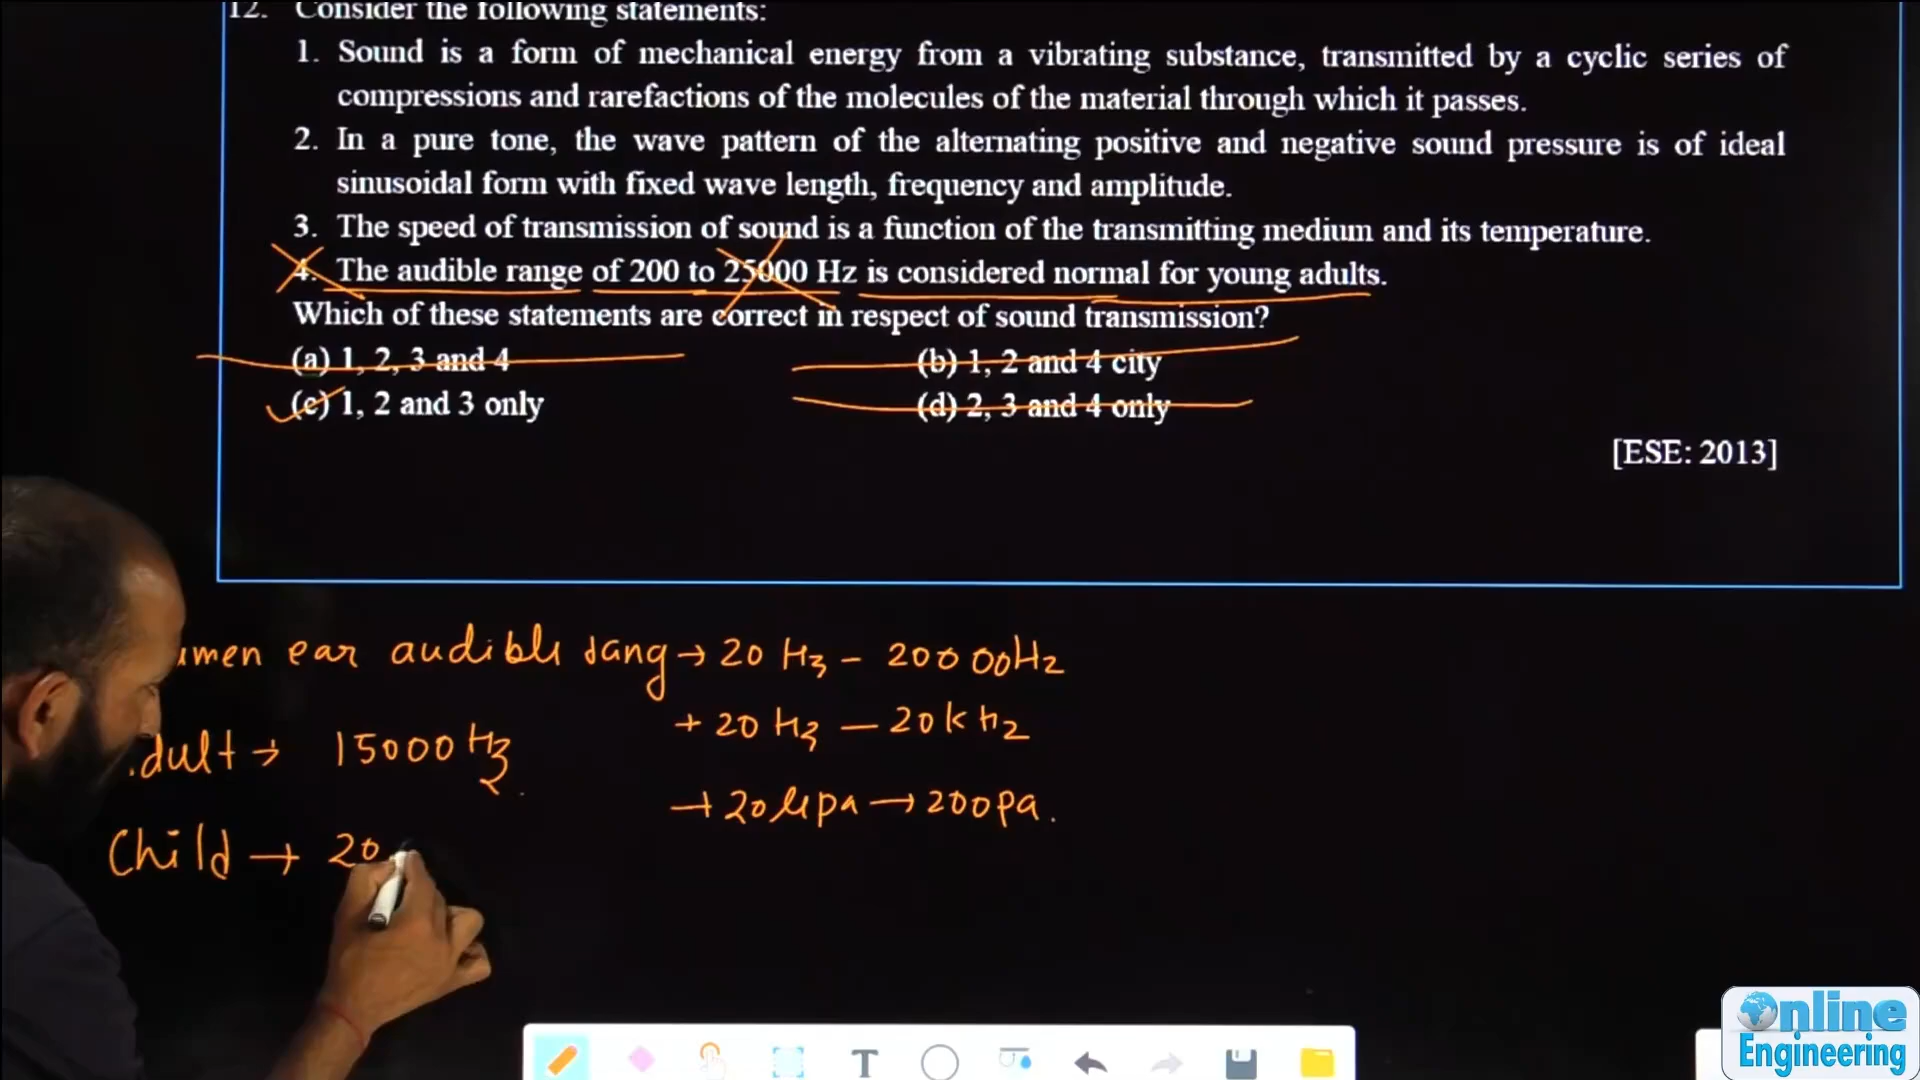 12. Consider the following statements:
1. Sound is a form of mechanical energy from a vibrating substance, transmitted by a cyclic series of
compressions and rarefactions of the molecules of the material through which it passes.
2. In a pure tone, the wave pattern of the alternating positive and negative sound pressure is of ideal
sinusoidal form with fixed wave length, frequency and amplitude.
3. The speed of transmission of sound is a function of the transmitting medium and its temperature.
4. The audible range of 200 to 25000 Hz is considered normal for young adults.
Which of these statements are correct in respect of sound transmission?
(a) 1, 2, 3 and 4 (b) 1, 2 and 4 city
(c) 1, 2 and 3 only (d) 2, 3 and 4 only
[ESE: 2013]
umen ear audible rang → 20 Hz - 20000Hz
→ 20 Hz - 20khz
dult → 15000Hz
→ 20μpa → 200pa.
Child → 20
T
Online
Engineering